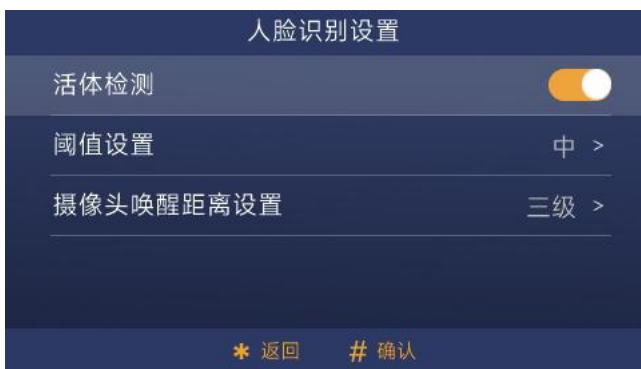 人脸识别设置
活体检测
阈值设置 中 >
摄像头唤醒距离设置 三级 >
* 返回 # 确认